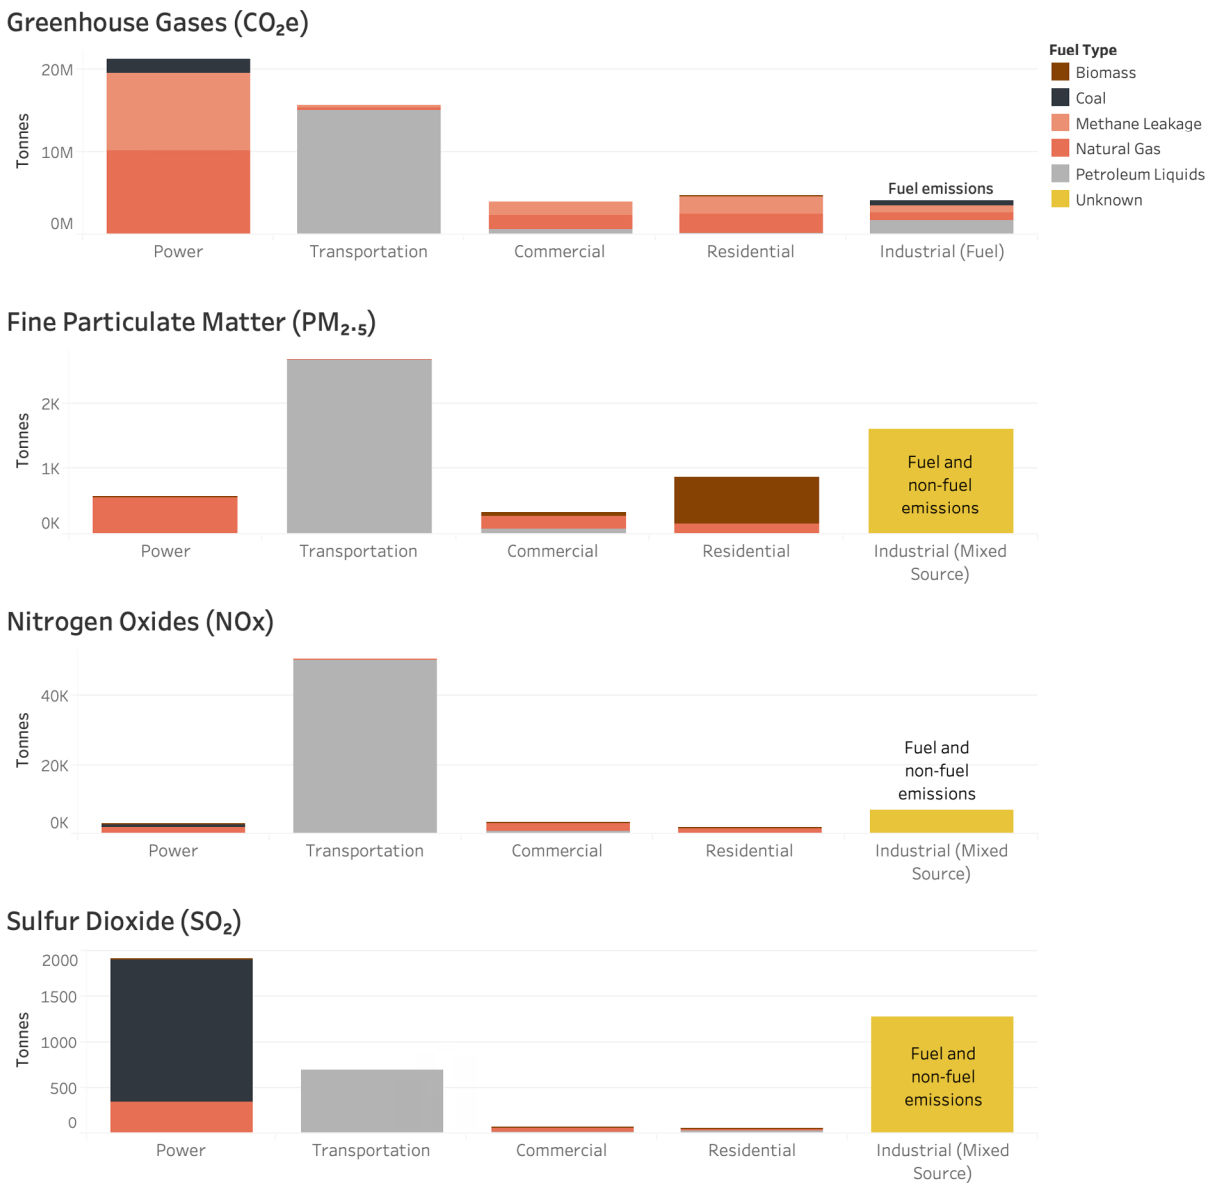 Greenhouse Gases (CO₂e)
Fuel Type
Biomass
Coal
Methane Leakage
Natural Gas
Petroleum Liquids
Unknown
Tonnes
20M
10M
0M
Fuel emissions
Power
Transportation
Commercial
Residential
Industrial (Fuel)
Fine Particulate Matter (PM₂.₅)
Tonnes
2K
1K
0K
Fuel and
non-fuel
emissions
Power
Transportation
Commercial
Residential
Industrial (Mixed
Source)
Nitrogen Oxides (NOx)
Tonnes
40K
20K
0K
Fuel and
non-fuel
emissions
Power
Transportation
Commercial
Residential
Industrial (Mixed
Source)
Sulfur Dioxide (SO₂)
Tonnes
2000
1500
1000
500
0
Fuel and
non-fuel
emissions
Power
Transportation
Commercial
Residential
Industrial (Mixed
Source)